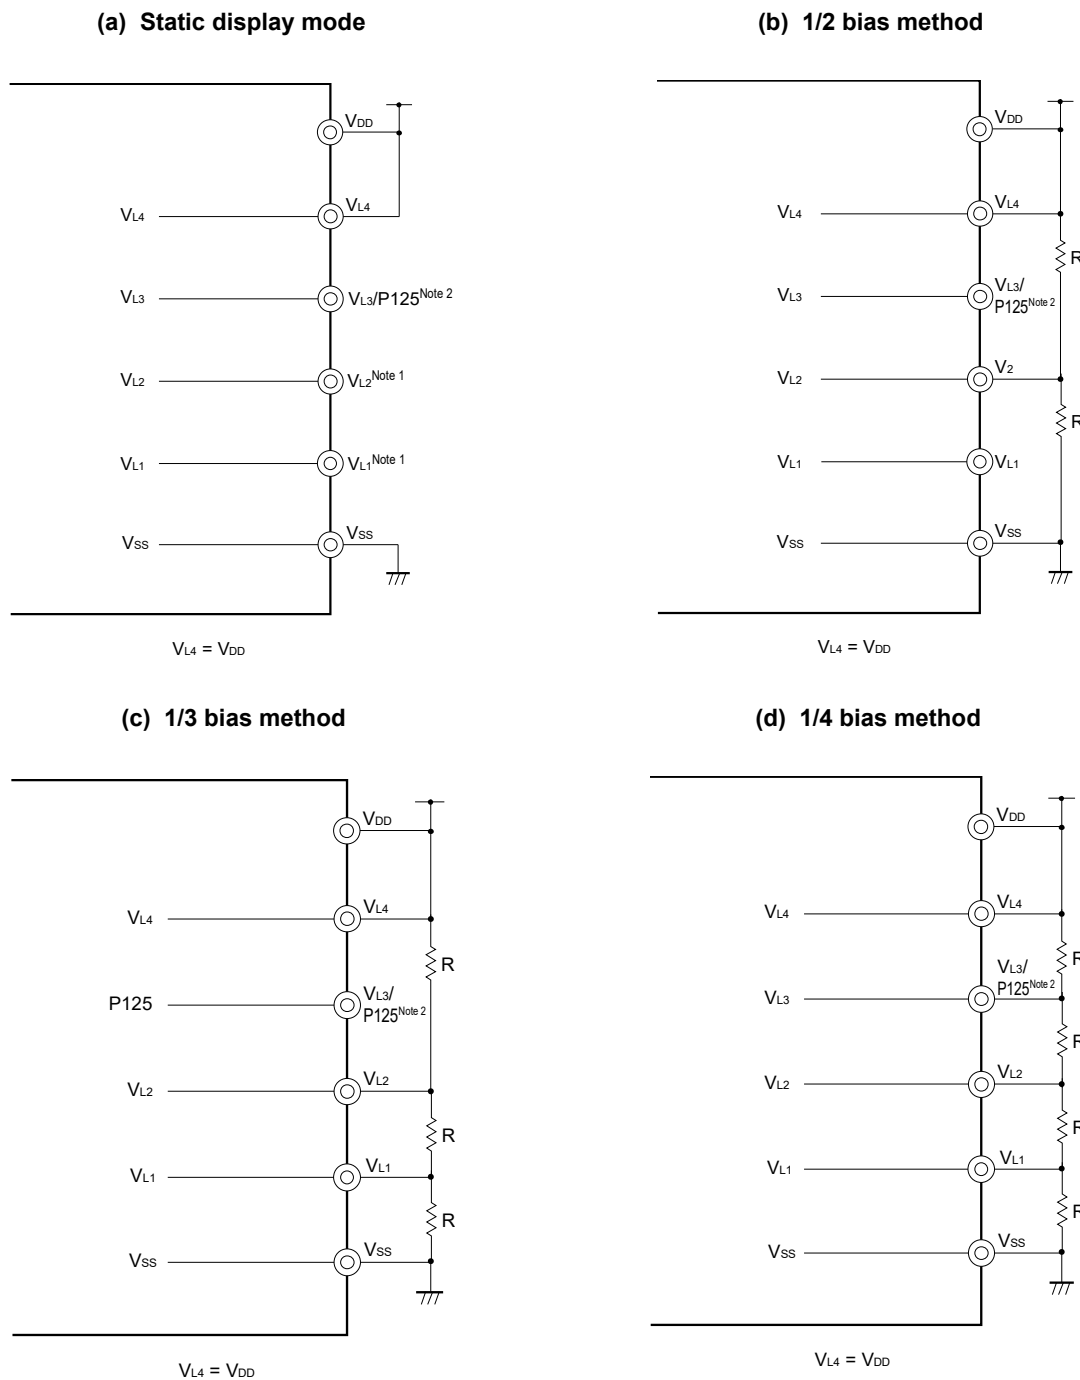 (a) Static display mode
VDD
VL4 VL4
VL3 VL3/P125Note 2
VL2 VL2Note 1
VL1 VL1Note 1
VSS VSS
VL4 = VDD
(b) 1/2 bias method
VDD
VL4 VL4
R
VL3 VL3/
P125Note 2
VL2 V2
R
VL1 VL1
VSS VSS
VL4 = VDD
(c) 1/3 bias method
VDD
VL4 VL4
R
P125 VL3/
P125Note 2
VL2 VL2
R
VL1 VL1
R
VSS VSS
VL4 = VDD
(d) 1/4 bias method
VDD
VL4 VL4
R
VL3 VL3/
P125Note 2
R
VL2 VL2
R
VL1 VL1
R
VSS VSS
VL4 = VDD